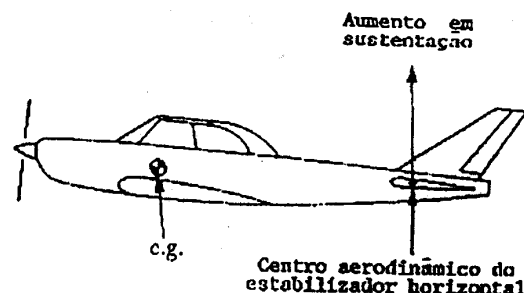 Aumento em
sustentação
c.g.
Centro aerodinâmico do
estabilizador horizontal